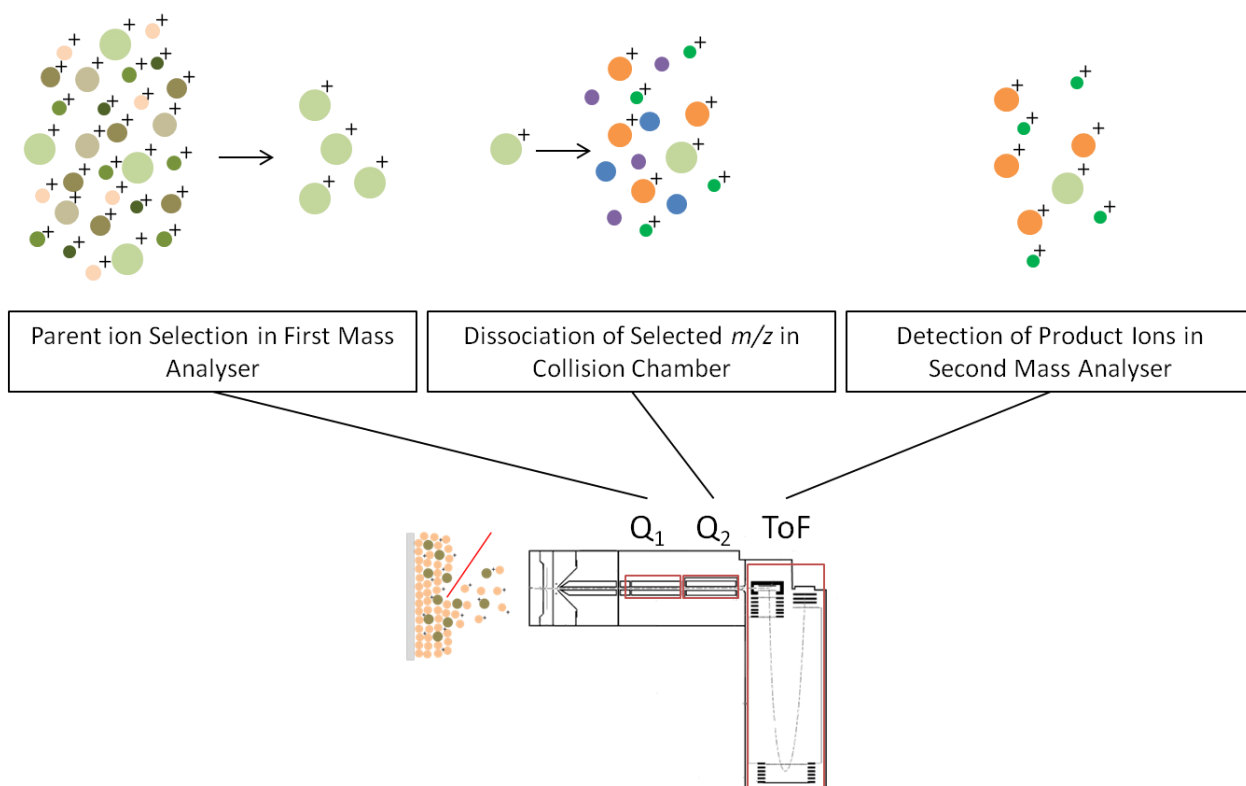 Parent ion Selection in First Mass
Analyser
Dissociation of Selected m/z in
Collision Chamber
Detection of Product Ions in
Second Mass Analyser
Q1 Q2 ToF